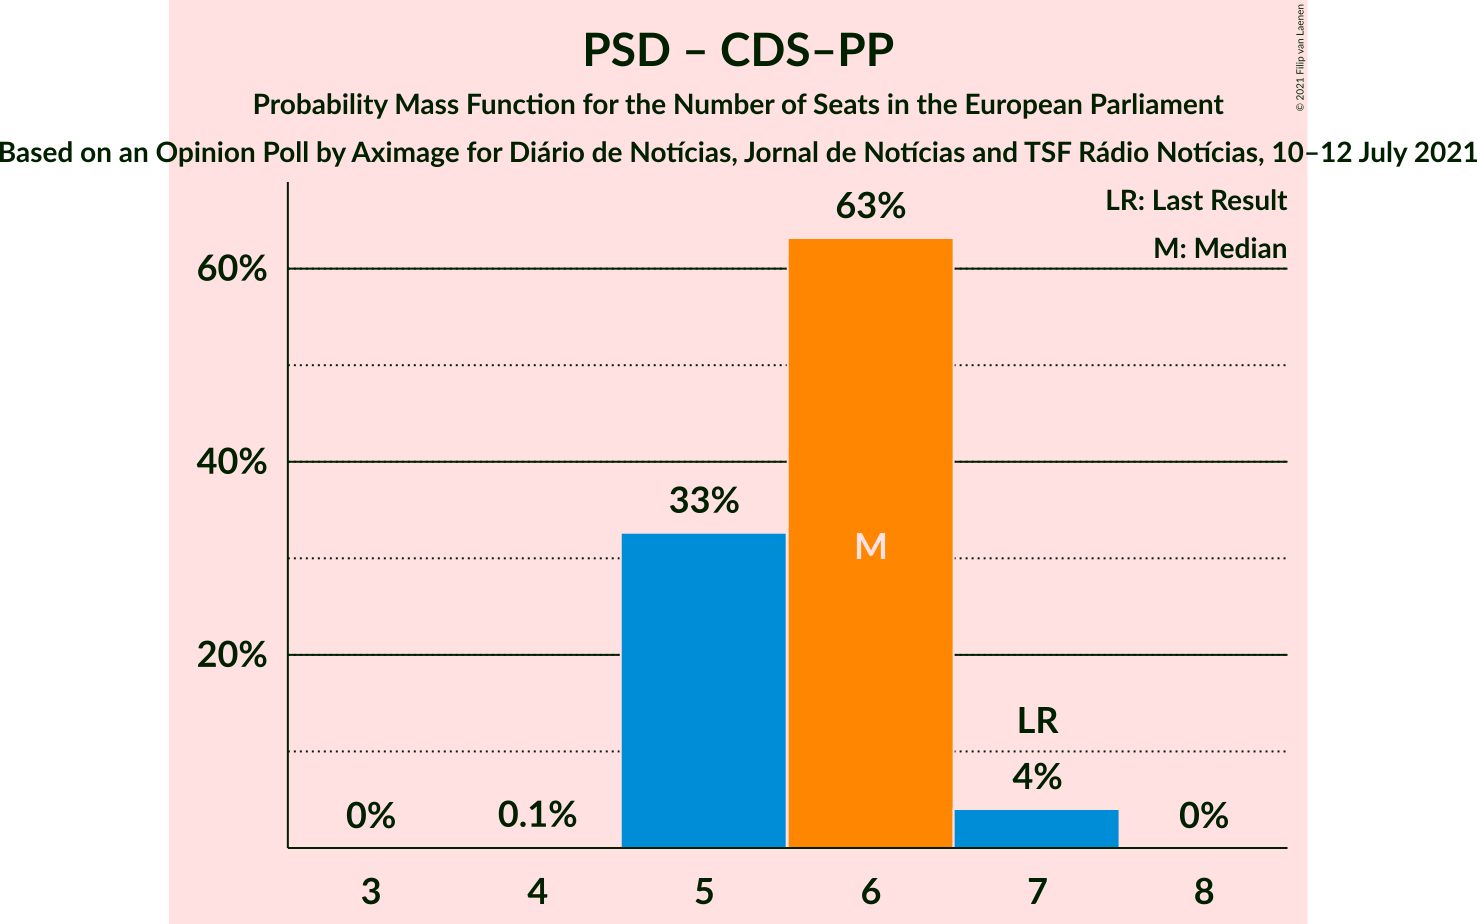 PSD – CDS–PP
Probability Mass Function for the Number of Seats in the European Parliament
Based on an Opinion Poll by Aximage for Diário de Notícias, Jornal de Notícias and TSF Rádio Notícias, 10–12 July 2021
© 2021 Filip van Laenen
LR: Last Result
M: Median
63%
60%
40%
33%
M
20%
LR
4%
0%
0.1%
0%
3 4 5 6 7 8